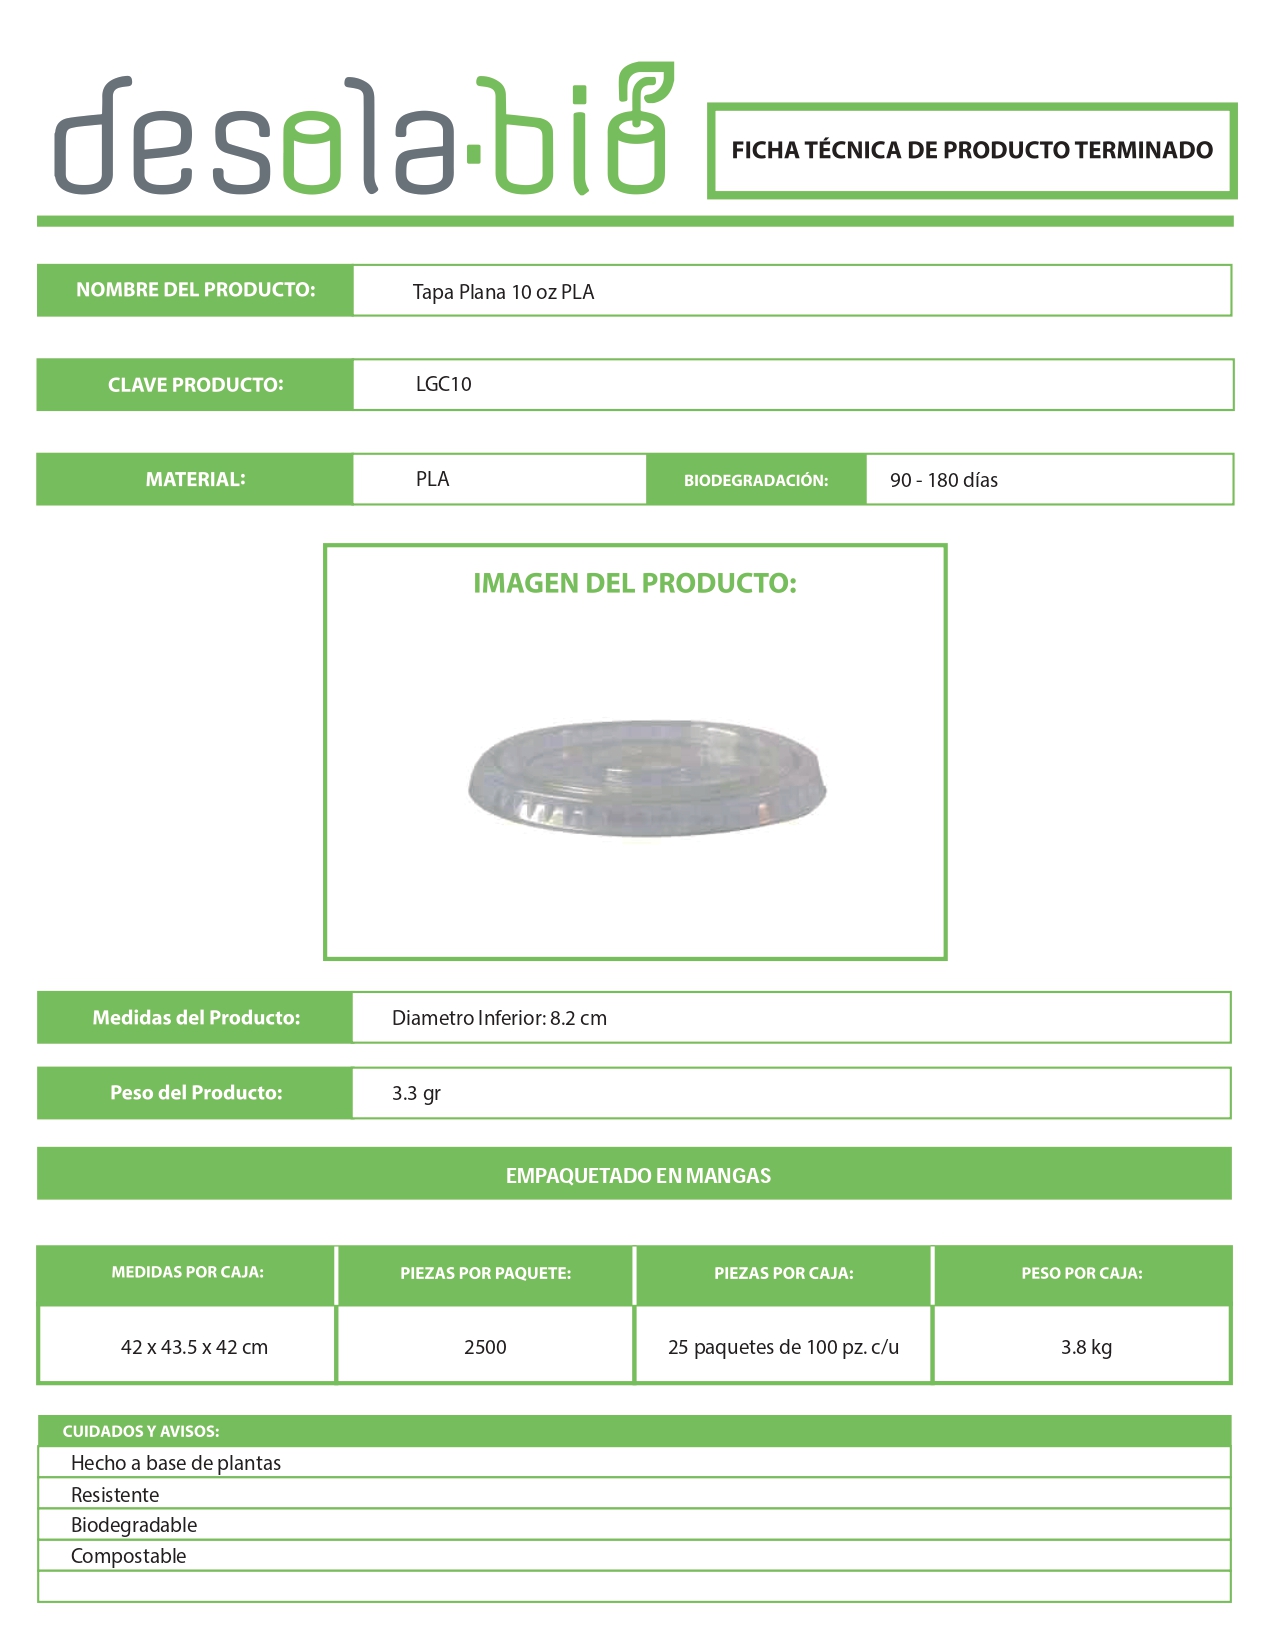 desola.bio
FICHA TÉCNICA DE PRODUCTO TERMINADO
NOMBRE DEL PRODUCTO:
Tapa Plana 10 oz PLA
CLAVE PRODUCTO:
LGC10
MATERIAL:
PLA
BIODEGRADACIÓN:
90 - 180 días
IMAGEN DEL PRODUCTO:
Medidas del Producto:
Diametro Inferior: 8.2 cm
Peso del Producto:
3.3 gr
EMPAQUETADO EN MANGAS
MEDIDAS POR CAJA:
PIEZAS POR PAQUETE:
PIEZAS POR CAJA:
PESO POR CAJA:
42 x 43.5 x 42 cm
2500
25 paquetes de 100 pz. c/u
3.8 kg
CUIDADOS Y AVISOS:
Hecho a base de plantas
Resistente
Biodegradable
Compostable